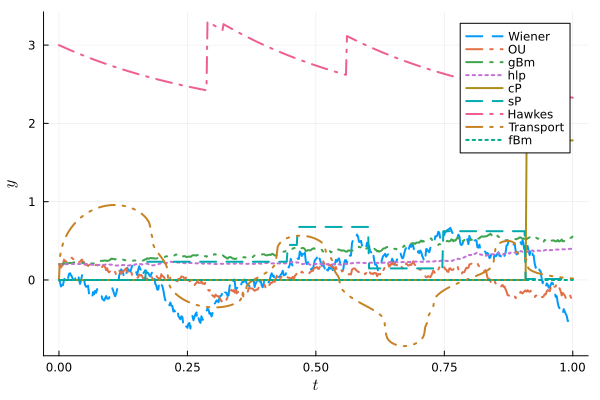 3
2
1
0
y
0.00
0.25
0.50
0.75
1.00
t
Wiener
OU
gBm
hlp
cP
sP
Hawkes
Transport
fBm